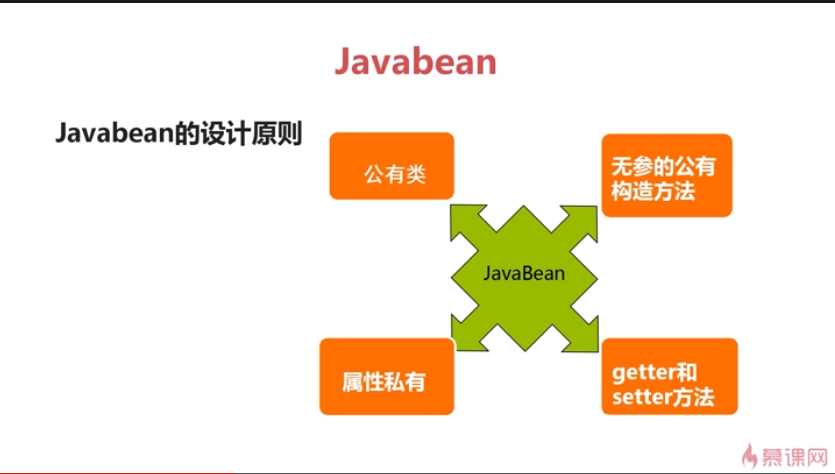 Javabean
Javabean的设计原则
公有类
无参的公有
构造方法
JavaBean
属性私有
getter和
setter方法
慕课网